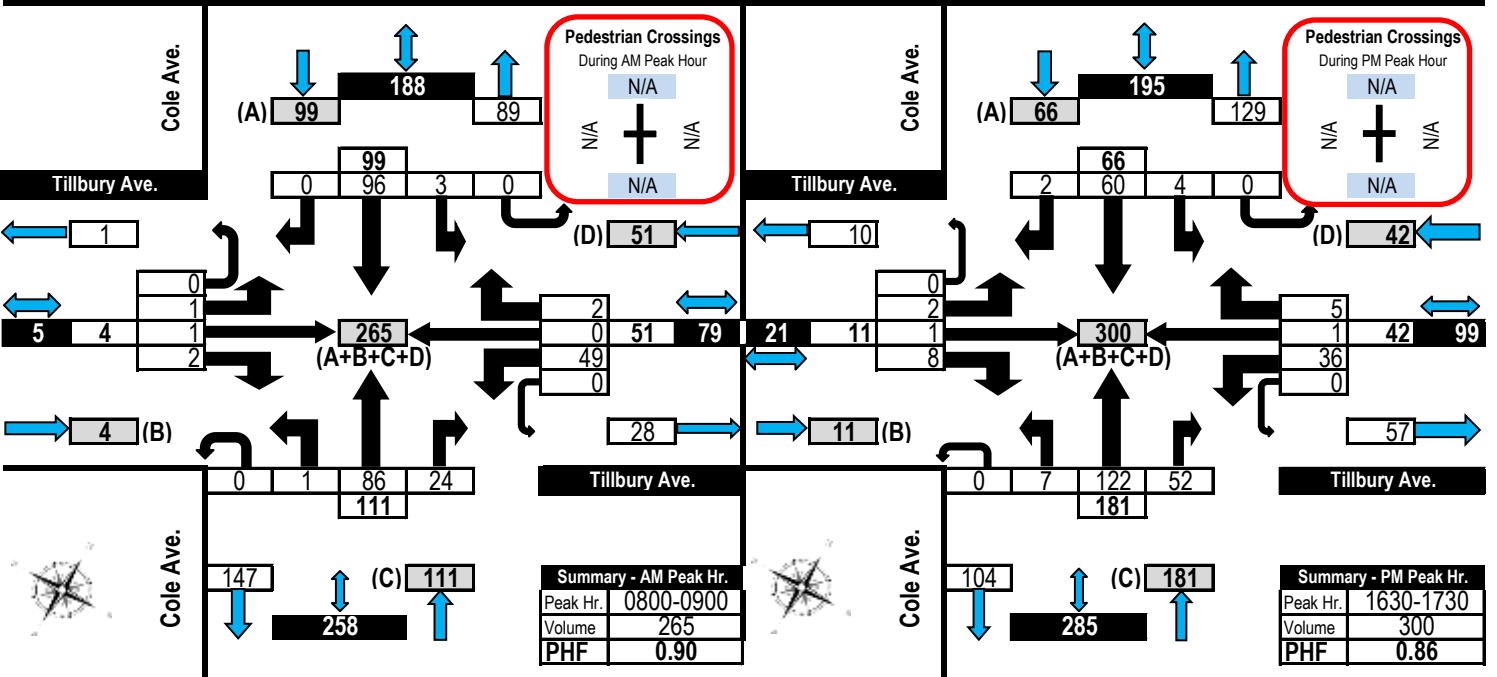 Cole Ave.
(A) 99
188
89
Pedestrian Crossings
During AM Peak Hour
N/A
N/A N/A
N/A
99
0 96 3 0
Tillbury Ave.
1
(D) 51
0
1
5 4 1
2
265
(A+B+C+D)
2
0 51 79
49
0
4 (B)
28
0 1 86 24
111
Tillbury Ave.
Cole Ave.
147
(C) 111
258
Summary - AM Peak Hr.
Peak Hr. 0800-0900
Volume 265
PHF 0.90
Cole Ave.
(A) 66
195
129
Pedestrian Crossings
During PM Peak Hour
N/A
N/A N/A
N/A
66
2 60 4 0
Tillbury Ave.
10
(D) 42
0
2
21 11 1
8
300
(A+B+C+D)
5
1 42 99
36
0
11 (B)
57
0 7 122 52
181
Tillbury Ave.
Cole Ave.
104
(C) 181
285
Summary - PM Peak Hr.
Peak Hr. 1630-1730
Volume 300
PHF 0.86